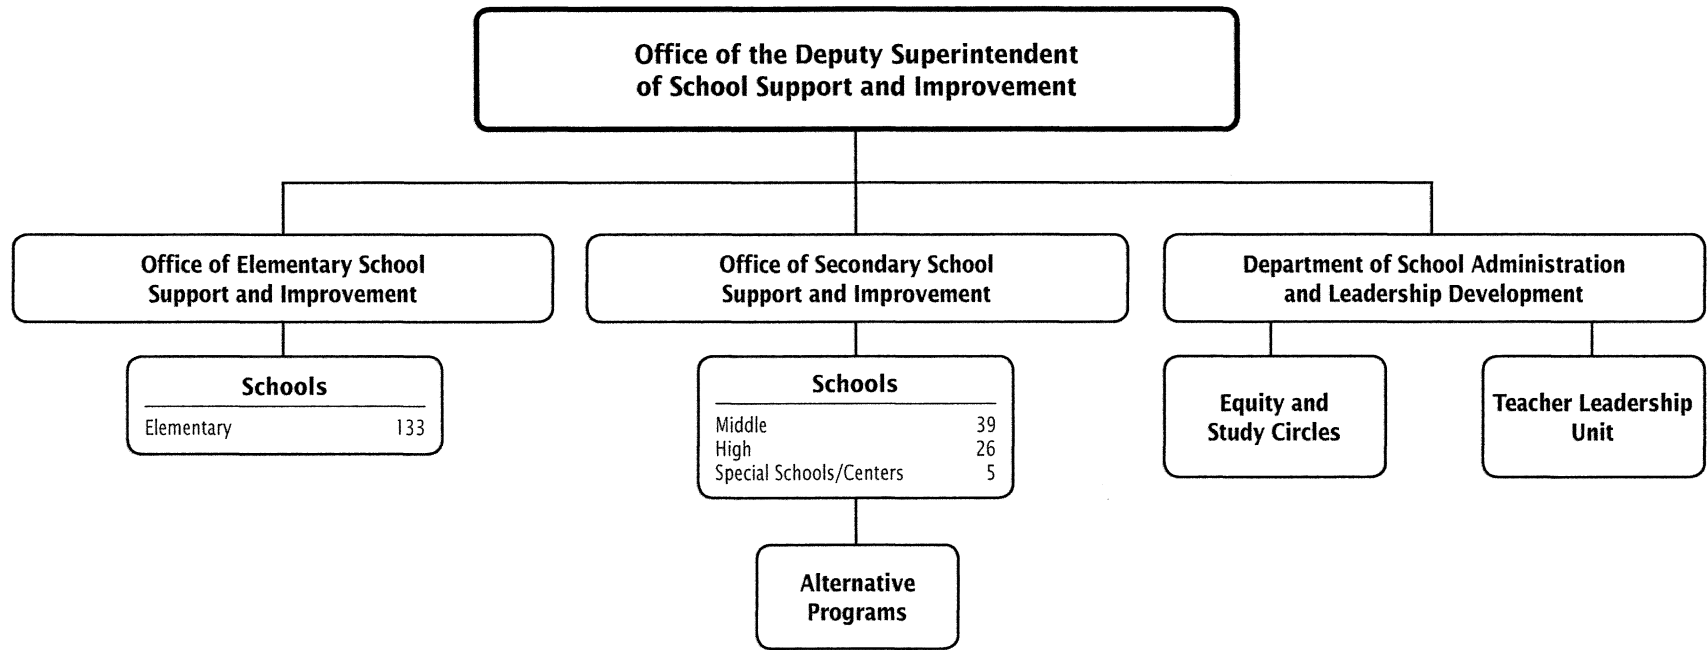 Office of the Deputy Superintendent
of School Support and Improvement
Office of Elementary School
Support and Improvement
Schools
Elementary 133
Office of Secondary School
Support and Improvement
Schools
Middle 39
High 26
Special Schools/Centers 5
Alternative
Programs
Department of School Administration
and Leadership Development
Equity and
Study Circles
Teacher Leadership
Unit